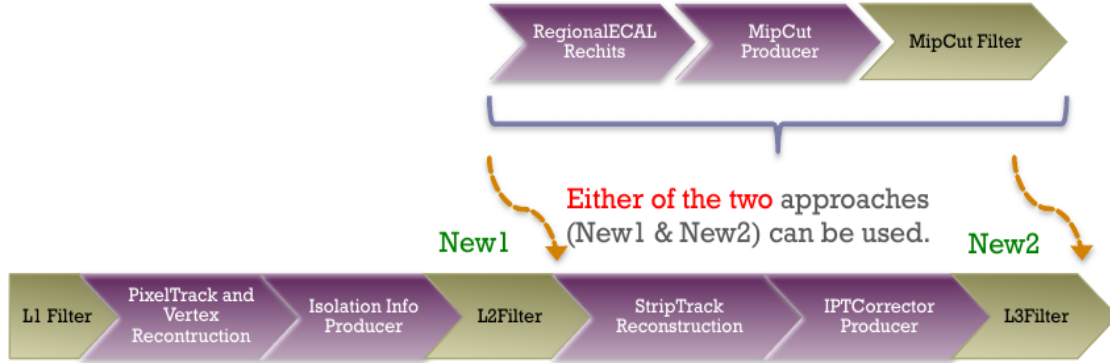 RegionalECAL
Rechits
MipCut
Producer
MipCut Filter
Either of the two approaches
(New1 & New2) can be used.
New1
New2
L1 Filter
PixelTrack and
Vertex
Recontruction
Isolation Info
Producer
L2Filter
StripTrack
Reconstruction
IPTCorrector
Producer
L3Filter